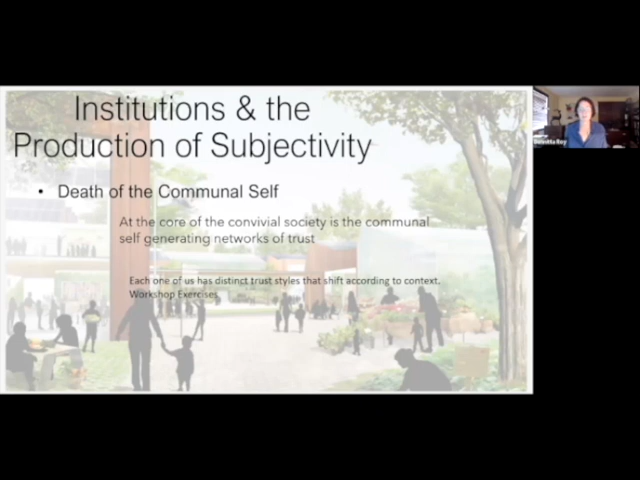 Institutions & the
Production of Subjectivity
• Death of the Communal Self
At the core of the convivial society is the communal
self generating networks of trust
Each one of us has distinct trust styles that shift according to context.
Workshop Exercises
Bonnitta Roy